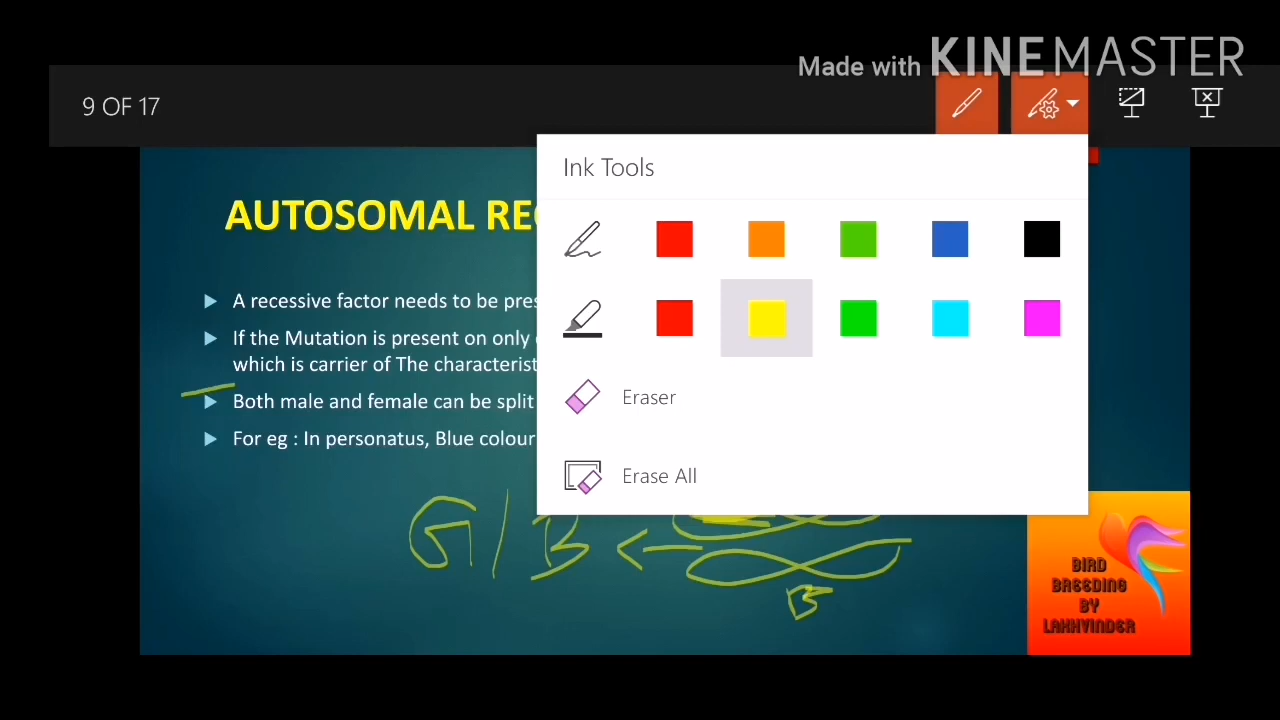 Made with KINEMASTER
9 OF 17
Ink Tools
AUTOSOMAL REC
A recessive factor needs to be pres
If the Mutation is present on only
which is carrier of The characterist
Both male and female can be split
For eg : In personatus, Blue colour
Eraser
Erase All
G/B
B
BIRD
BREEDING
BY
LAKHVINDER